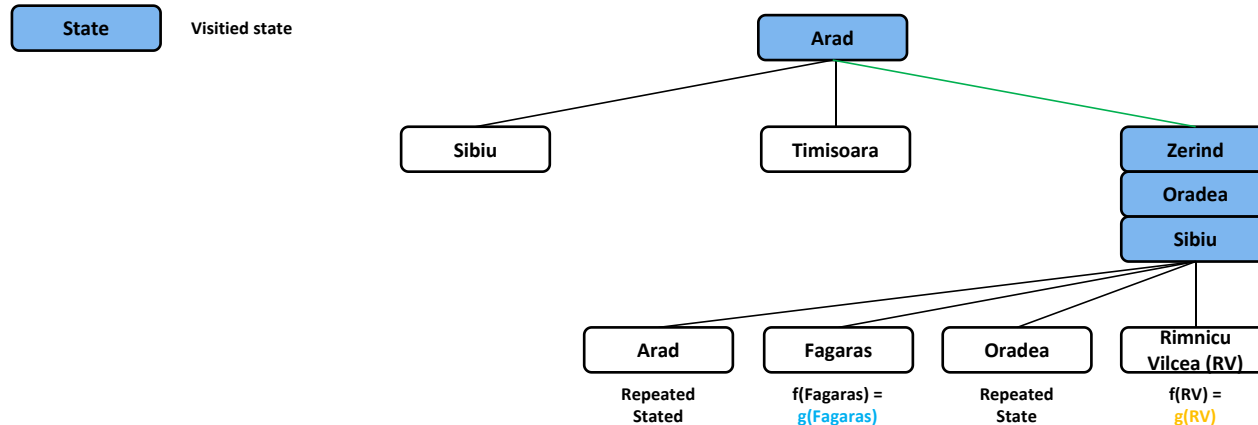 State
Visitied state
Arad
Sibiu
Timisoara
Zerind
Oradea
Sibiu
Arad
Fagaras
Oradea
Rimnicu
Vilcea (RV)
Repeated
Stated
f(Fagaras) =
g(Fagaras)
Repeated
State
f(RV) =
g(RV)